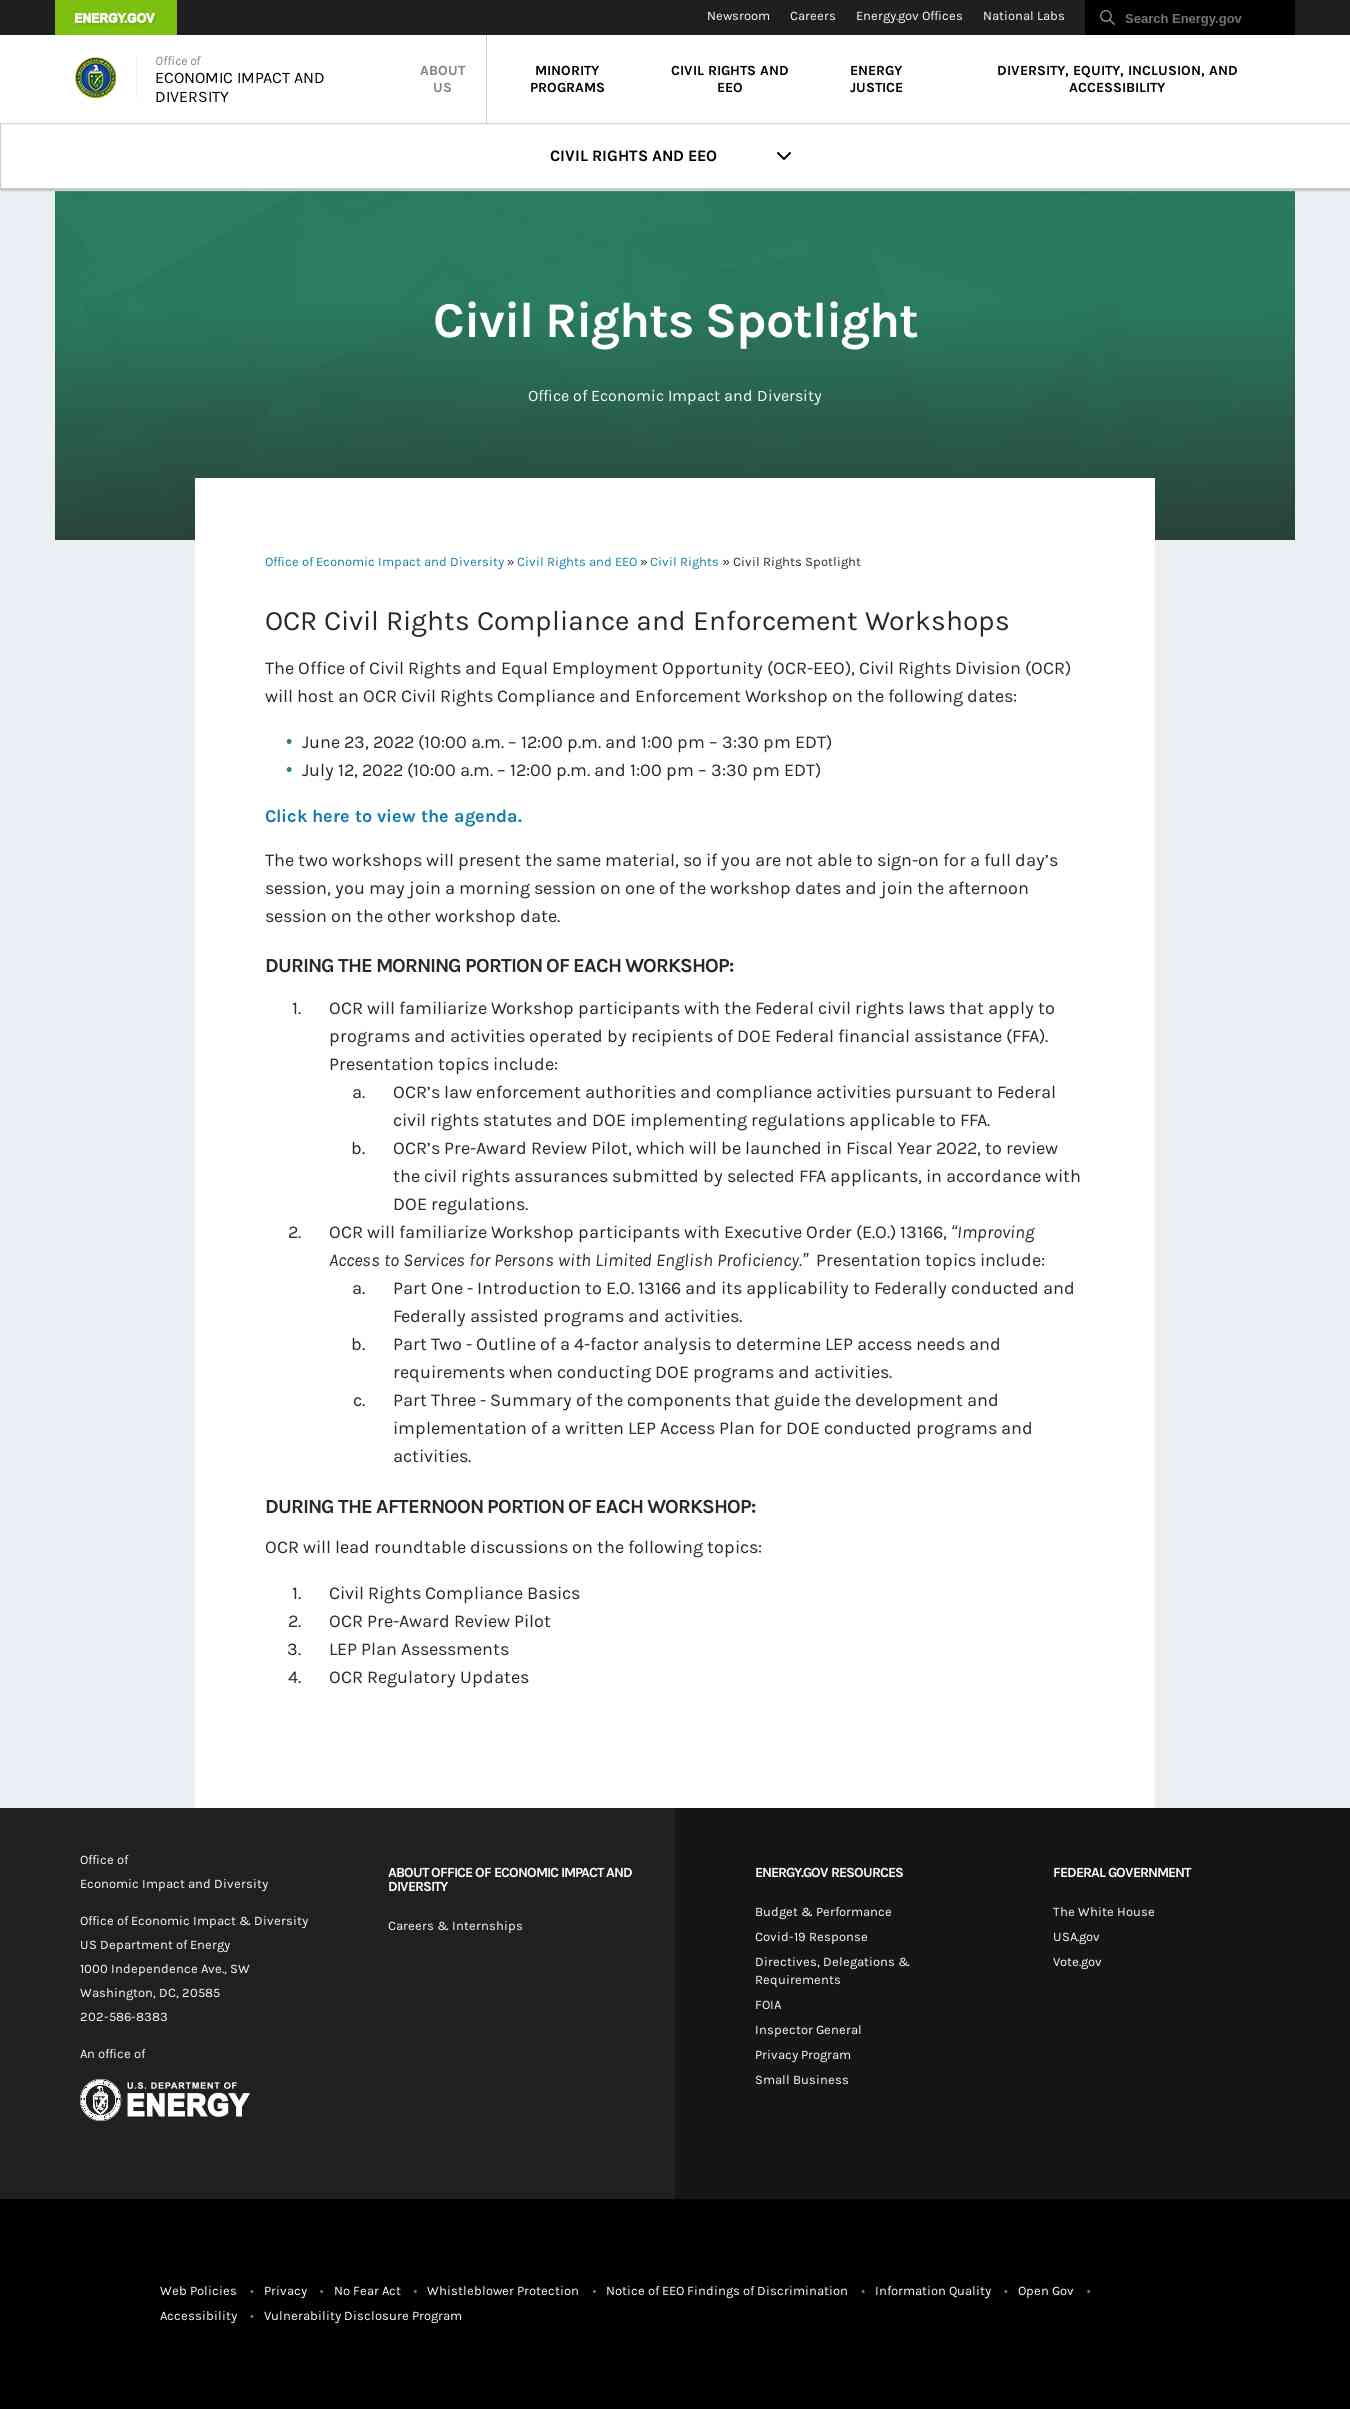 ENERGY.GOV
Newsroom
Careers
Energy.gov Offices
National Labs
Search Energy.gov
Office of
ECONOMIC IMPACT AND
DIVERSITY
ABOUT
US
MINORITY
PROGRAMS
CIVIL RIGHTS AND
EEO
ENERGY
JUSTICE
DIVERSITY, EQUITY, INCLUSION, AND
ACCESSIBILITY
CIVIL RIGHTS AND EEO
Civil Rights Spotlight
Office of Economic Impact and Diversity
Office of Economic Impact and Diversity » Civil Rights and EEO » Civil Rights » Civil Rights Spotlight
OCR Civil Rights Compliance and Enforcement Workshops
The Office of Civil Rights and Equal Employment Opportunity (OCR-EEO), Civil Rights Division (OCR)
will host an OCR Civil Rights Compliance and Enforcement Workshop on the following dates:
• June 23, 2022 (10:00 a.m. – 12:00 p.m. and 1:00 pm – 3:30 pm EDT)
• July 12, 2022 (10:00 a.m. – 12:00 p.m. and 1:00 pm – 3:30 pm EDT)
Click here to view the agenda.
The two workshops will present the same material, so if you are not able to sign-on for a full day’s
session, you may join a morning session on one of the workshop dates and join the afternoon
session on the other workshop date.
DURING THE MORNING PORTION OF EACH WORKSHOP:
1. OCR will familiarize Workshop participants with the Federal civil rights laws that apply to
programs and activities operated by recipients of DOE Federal financial assistance (FFA).
Presentation topics include:
a. OCR’s law enforcement authorities and compliance activities pursuant to Federal
civil rights statutes and DOE implementing regulations applicable to FFA.
b. OCR’s Pre-Award Review Pilot, which will be launched in Fiscal Year 2022, to review
the civil rights assurances submitted by selected FFA applicants, in accordance with
DOE regulations.
2. OCR will familiarize Workshop participants with Executive Order (E.O.) 13166, “Improving
Access to Services for Persons with Limited English Proficiency.” Presentation topics include:
a. Part One - Introduction to E.O. 13166 and its applicability to Federally conducted and
Federally assisted programs and activities.
b. Part Two - Outline of a 4-factor analysis to determine LEP access needs and
requirements when conducting DOE programs and activities.
c. Part Three - Summary of the components that guide the development and
implementation of a written LEP Access Plan for DOE conducted programs and
activities.
DURING THE AFTERNOON PORTION OF EACH WORKSHOP:
OCR will lead roundtable discussions on the following topics:
1. Civil Rights Compliance Basics
2. OCR Pre-Award Review Pilot
3. LEP Plan Assessments
4. OCR Regulatory Updates
Office of
Economic Impact and Diversity
Office of Economic Impact & Diversity
US Department of Energy
1000 Independence Ave., SW
Washington, DC, 20585
202-586-8383
An office of
U.S. DEPARTMENT OF
ENERGY
ABOUT OFFICE OF ECONOMIC IMPACT AND
DIVERSITY
Careers & Internships
ENERGY.GOV RESOURCES
Budget & Performance
Covid-19 Response
Directives, Delegations &
Requirements
FOIA
Inspector General
Privacy Program
Small Business
FEDERAL GOVERNMENT
The White House
USA.gov
Vote.gov
Web Policies • Privacy • No Fear Act • Whistleblower Protection • Notice of EEO Findings of Discrimination • Information Quality • Open Gov •
Accessibility • Vulnerability Disclosure Program